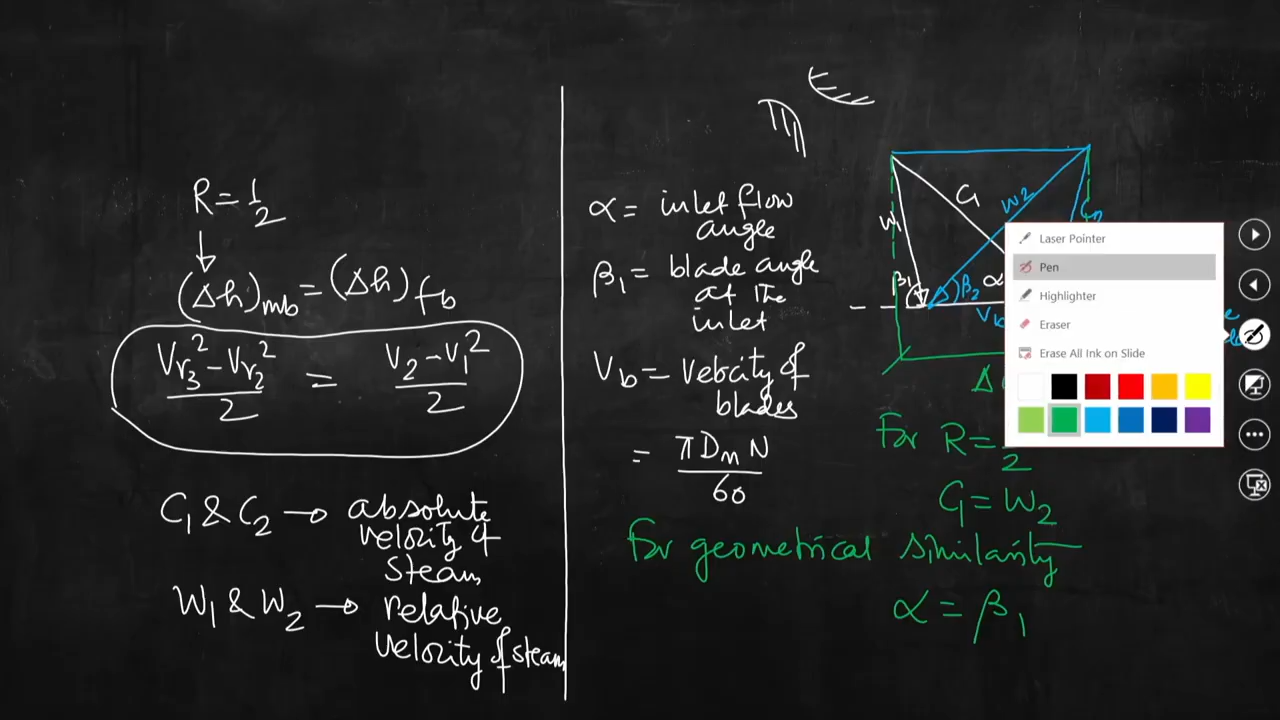 R = 1/2
(Δh)mb = (Δh)fb
(Vr3² - Vr2²)/2 = (V2 - V1²)/2
C1 & C2 → absolute
velocity of
steam
W1 & W2 → relative
velocity of steam
α = inlet flow
angle
β1 = blade angle
at the
inlet
Vb = velocity of
blades
= πDmN/60
C1
W2
W1
β1
β2
α
Δ
For R = 1/2
C1 = W2
For geometrical similarity
α = β1
Laser Pointer
Pen
Highlighter
Eraser
Erase All Ink on Slide